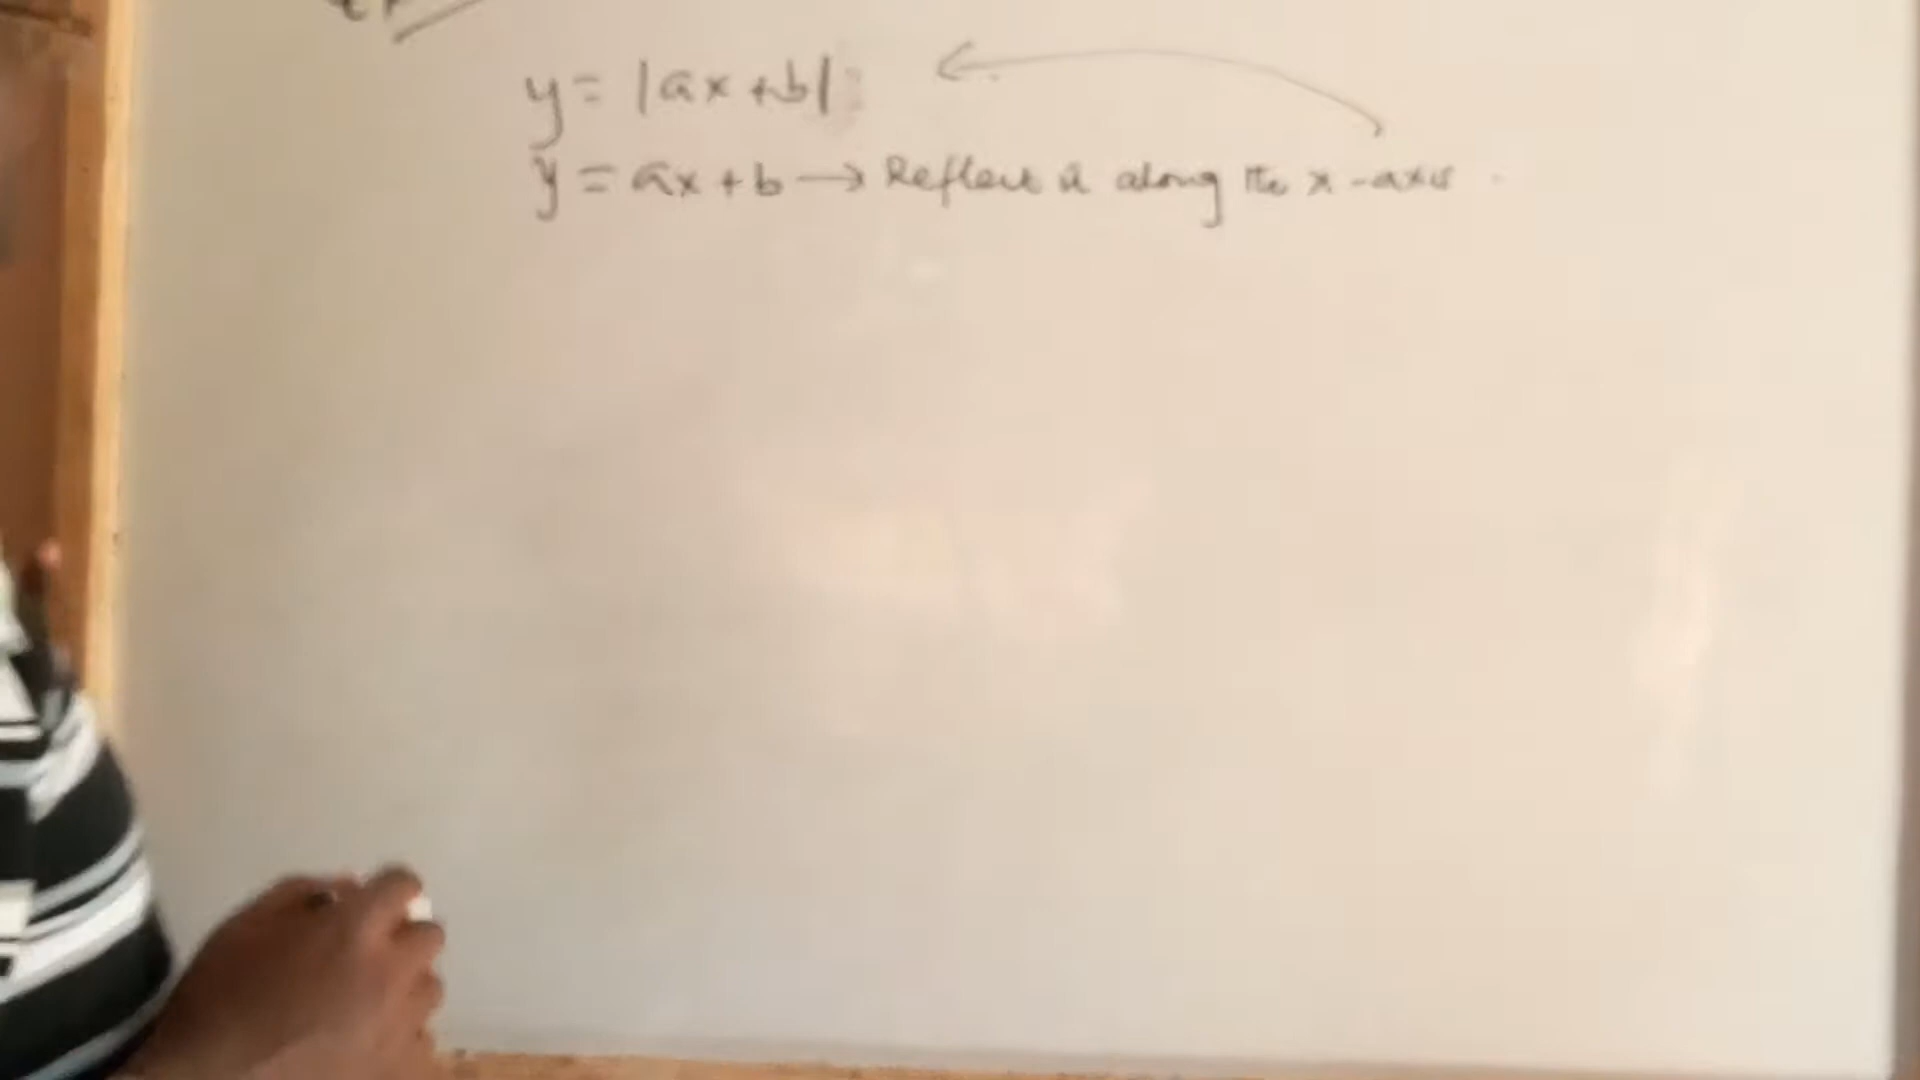 y = |ax + b|
y = ax + b → Reflect it along the x-axis